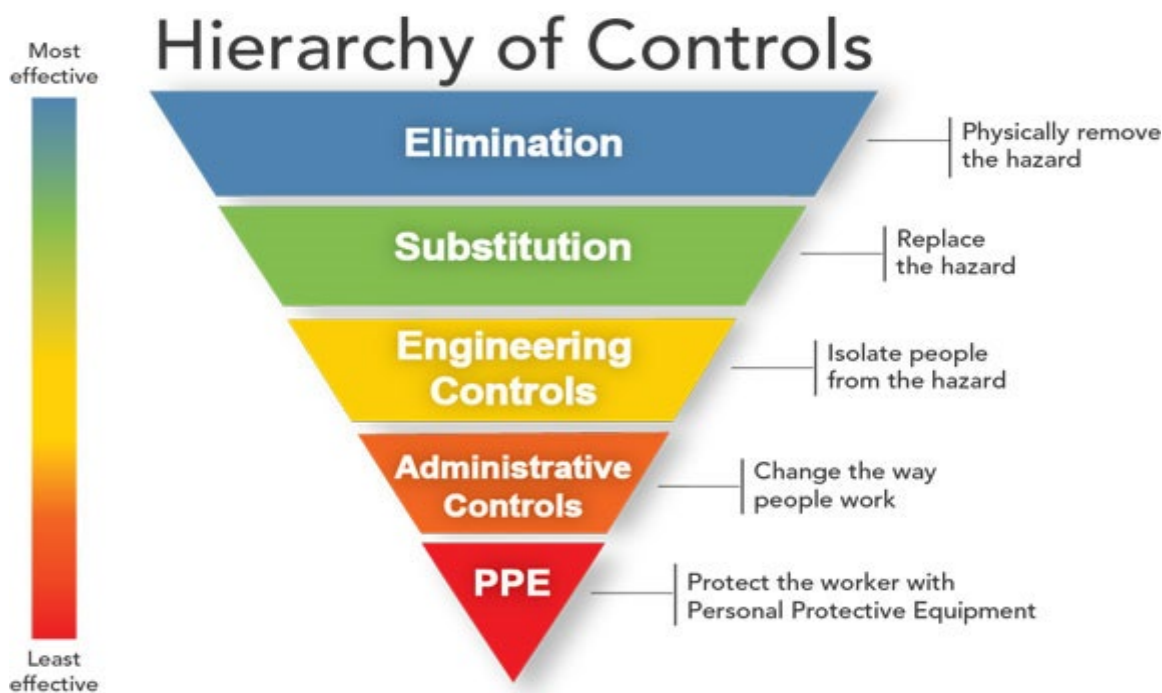 Hierarchy of Controls
Most
effective
Elimination
Physically remove
the hazard
Substitution
Replace
the hazard
Engineering
Controls
Isolate people
from the hazard
Administrative
Controls
Change the way
people work
PPE
Protect the worker with
Personal Protective Equipment
Least
effective